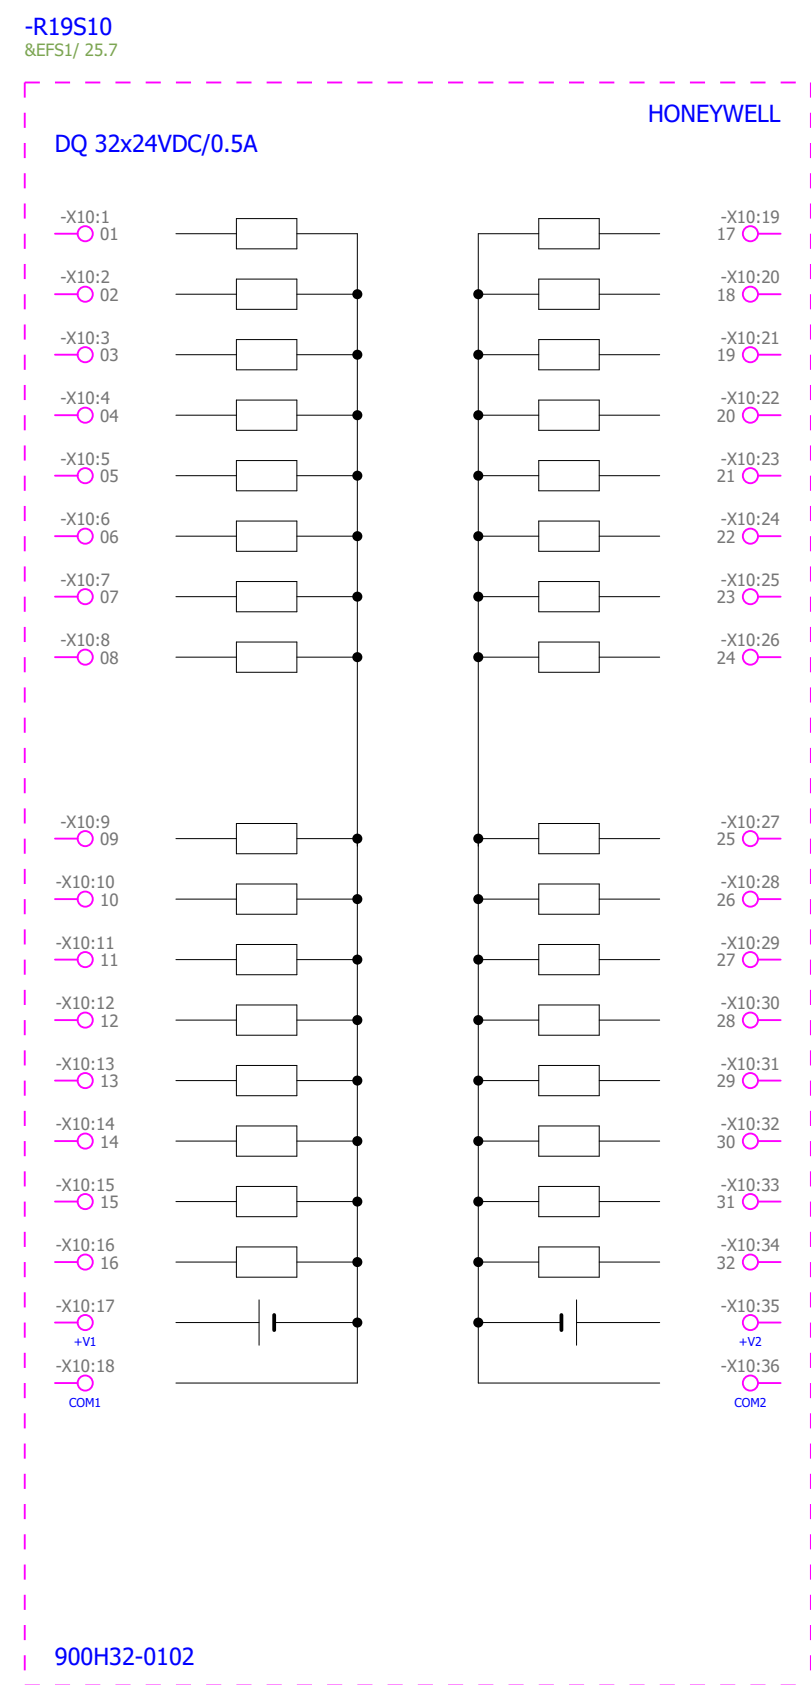 -R19S10
&EFS1/ 25.7
HONEYWELL
DQ 32x24VDC/0.5A
-X10:1
01
-X10:19
17
-X10:2
02
-X10:20
18
-X10:3
03
-X10:21
19
-X10:4
04
-X10:22
20
-X10:5
05
-X10:23
21
-X10:6
06
-X10:24
22
-X10:7
07
-X10:25
23
-X10:8
08
-X10:26
24
-X10:9
09
-X10:27
25
-X10:10
10
-X10:28
26
-X10:11
11
-X10:29
27
-X10:12
12
-X10:30
28
-X10:13
13
-X10:31
29
-X10:14
14
-X10:32
30
-X10:15
15
-X10:33
31
-X10:16
16
-X10:34
32
-X10:17
+V1
-X10:35
+V2
-X10:18
COM1
-X10:36
COM2
900H32-0102